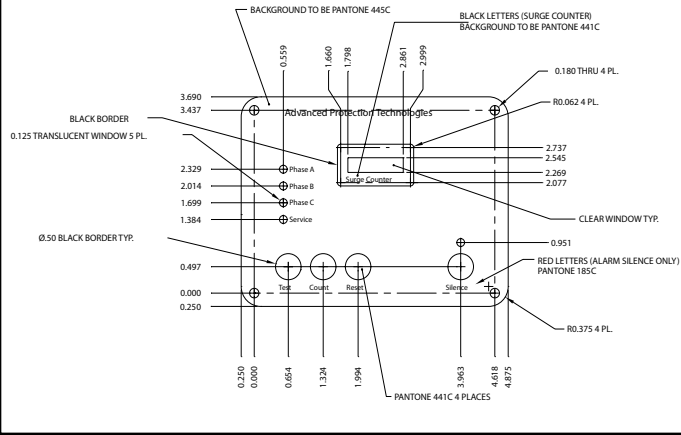 BACKGROUND TO BE PANTONE 445C
BLACK LETTERS (SURGE COUNTER)
BACKGROUND TO BE PANTONE 441C
0.559
1.660
1.798
2.861
2.999
0.180 THRU 4 PL.
3.690
3.437
Advanced Protection Technologies
R0.062 4 PL.
BLACK BORDER
0.125 TRANSLUCENT WINDOW 5 PL.
2.737
2.545
2.329
Phase A
2.269
Surge Counter
2.077
2.014
Phase B
1.699
Phase C
1.384
Service
CLEAR WINDOW TYP.
Ø.50 BLACK BORDER TYP.
0.951
RED LETTERS (ALARM SILENCE ONLY)
PANTONE 185C
0.497
Test
Count
Reset
Silence
0.000
0.250
R0.375 4 PL.
0.250
0.000
0.654
1.324
1.994
3.963
4.618
4.875
PANTONE 441C 4 PLACES